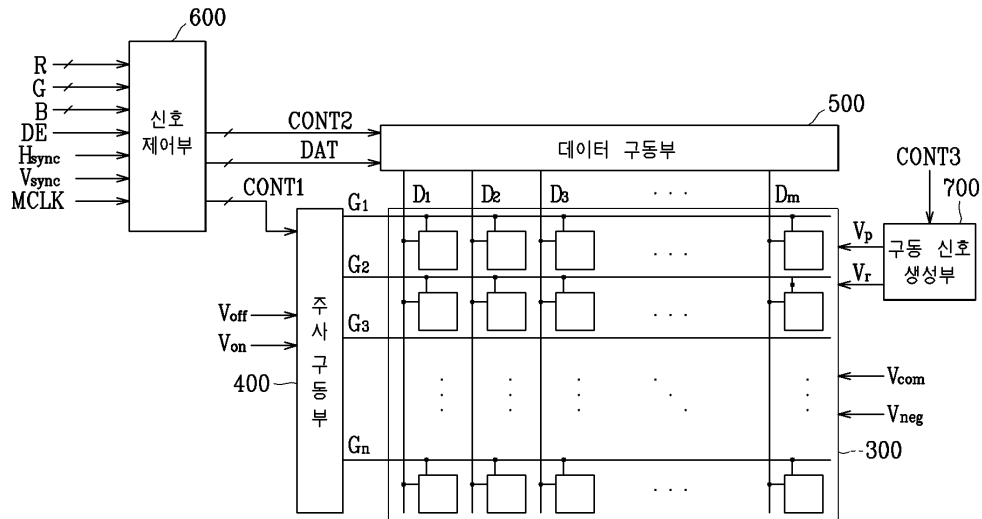 600
R
G
B
DE
Hsync
Vsync
MCLK
신호
제어부
CONT2
DAT
CONT1
500
데이터 구동부
CONT3
700
구동 신호
생성부
Vp
Vr
D1 D2 D3 · · · Dm
G1
G2
G3
Gn
Voff
Von
400
주사구동부
Vcom
Vneg
300